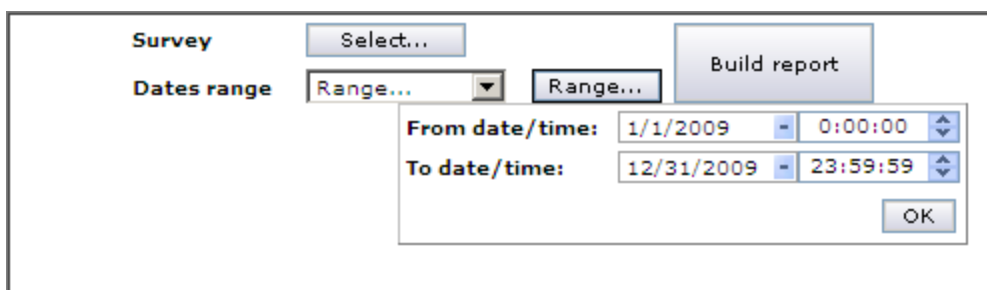 Survey Select...
Build report
Dates range Range... Range...
From date/time: 1/1/2009 0:00:00
To date/time: 12/31/2009 23:59:59
OK